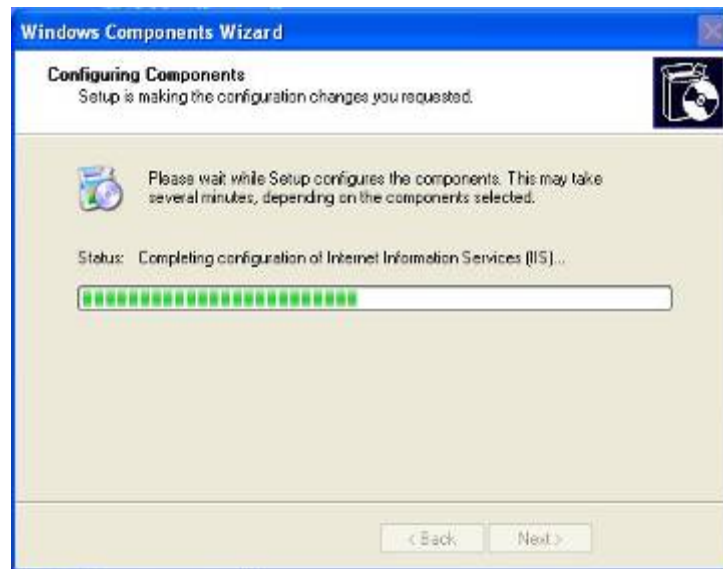 Windows Components Wizard
Configuring Components
Setup is making the configuration changes you requested.
Please wait while Setup configures the components. This may take
several minutes, depending on the components selected.
Status: Completing configuration of Internet Information Services (IIS)...
< Back
Next >